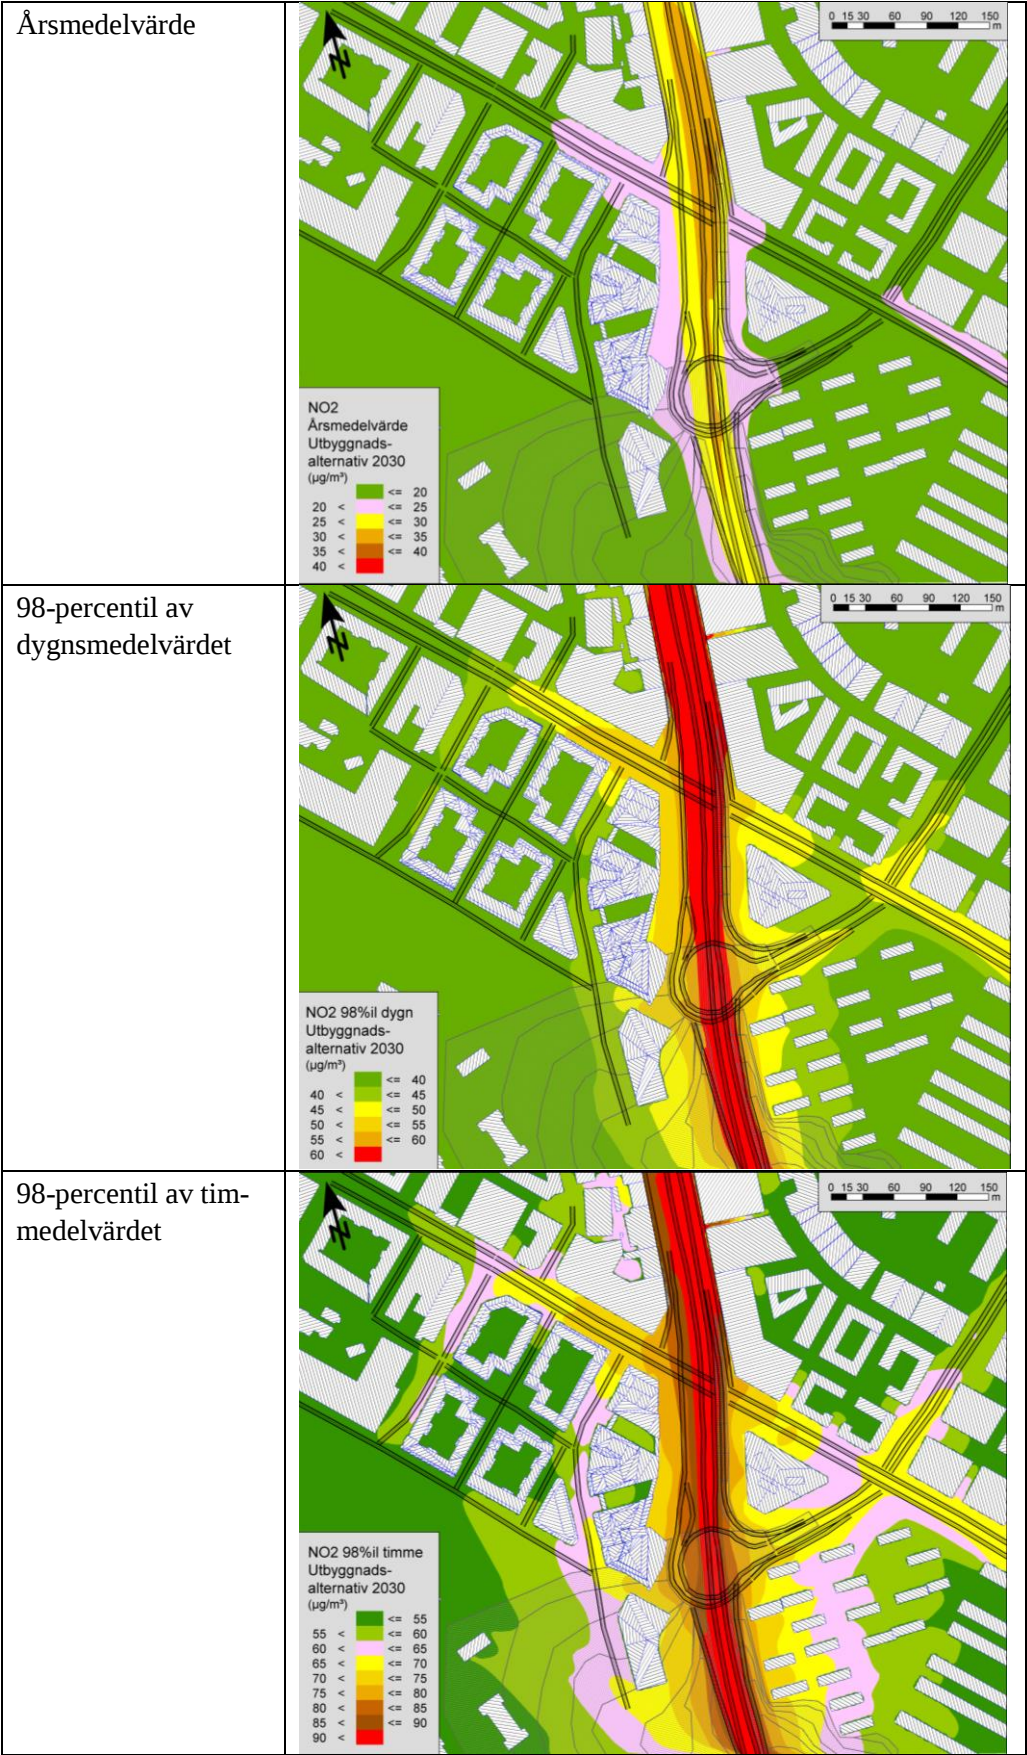 Årsmedelvärde
0 15 30 60 90 120 150
m
N
NO2
Årsmedelvärde
Utbyggnads-
alternativ 2030
(µg/m³)
<= 20
20 < <= 25
25 < <= 30
30 < <= 35
35 < <= 40
40 <
98-percentil av
dygnsmedelvärdet
0 15 30 60 90 120 150
m
N
NO2 98%il dygn
Utbyggnads-
alternativ 2030
(µg/m³)
<= 40
40 < <= 45
45 < <= 50
50 < <= 55
55 < <= 60
60 <
98-percentil av tim-
medelvärdet
0 15 30 60 90 120 150
m
N
NO2 98%il timme
Utbyggnads-
alternativ 2030
(µg/m³)
<= 55
55 < <= 60
60 < <= 65
65 < <= 70
70 < <= 75
75 < <= 80
80 < <= 85
85 < <= 90
90 <